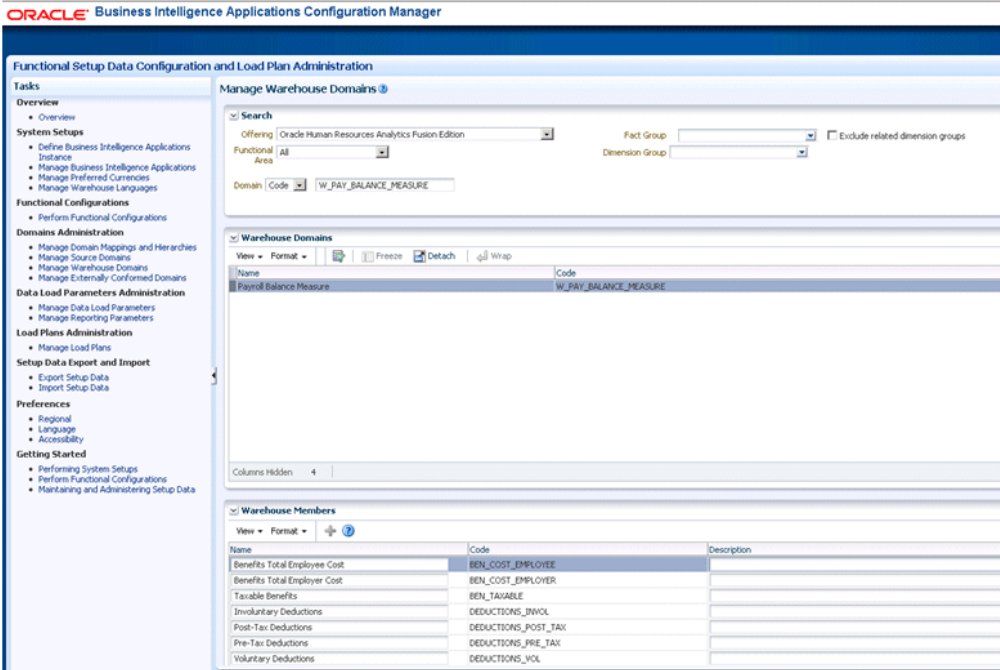 ORACLE Business Intelligence Applications Configuration Manager
Functional Setup Data Configuration and Load Plan Administration
Tasks
Overview
Overview
System Setups
Define Business Intelligence Applications
Instance
Manage Business Intelligence Applications
Manage Preferred Currencies
Manage Warehouse Languages
Functional Configurations
Perform Functional Configurations
Domains Administration
Manage Domain Mappings and Hierarchies
Manage Source Domains
Manage Warehouse Domains
Manage Externally Conformed Domains
Data Load Parameters Administration
Manage Data Load Parameters
Manage Reporting Parameters
Load Plans Administration
Manage Load Plans
Setup Data Export and Import
Export Setup Data
Import Setup Data
Preferences
Regional
Language
Accessibility
Getting Started
Performing System Setups
Perform Functional Configurations
Maintaining and Administering Setup Data
Manage Warehouse Domains
Search
Offering Oracle Human Resources Analytics Fusion Edition Fact Group Exclude related dimension groups
Functional Area All Dimension Group
Domain Code W_PAY_BALANCE_MEASURE
Warehouse Domains
View Format Freeze Detach Wrap
Name Code
Payroll Balance Measure W_PAY_BALANCE_MEASURE
Columns Hidden 4
Warehouse Members
View Format
Name Code Description
Benefits Total Employee Cost BEN_COST_EMPLOYEE
Benefits Total Employer Cost BEN_COST_EMPLOYER
Taxable Benefits BEN_TAXABLE
Involuntary Deductions DEDUCTIONS_INVOL
Post-Tax Deductions DEDUCTIONS_POST_TAX
Pre-Tax Deductions DEDUCTIONS_PRE_TAX
Voluntary Deductions DEDUCTIONS_VOL